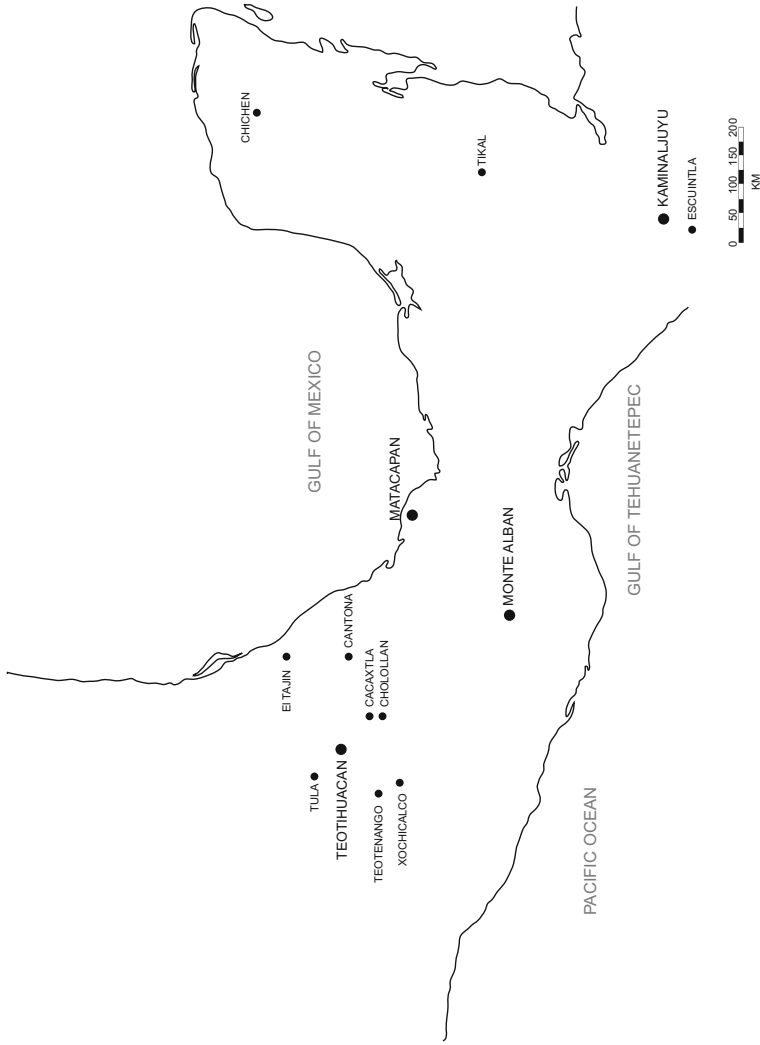 CHICHEN
GULF OF MEXICO
EI TAJIN
TULA
CANTONA
TEOTIHUACAN
CACAXTLA
CHOLOLLAN
TEOTENANGO
XOCHICALCO
MATACAPAN
TIKAL
MONTE ALBAN
KAMINALJUYU
ESCUINTLA
GULF OF TEHUANETEPEC
PACIFIC OCEAN
0 50 100 150 200
KM